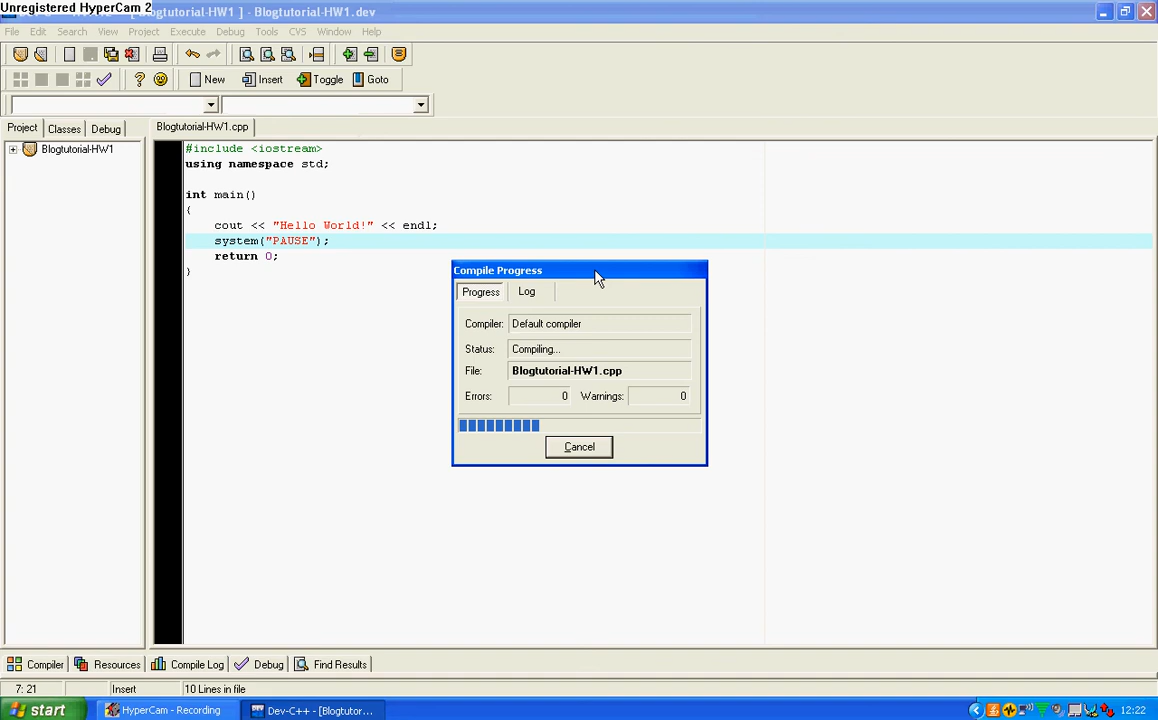 Unregistered HyperCam 2
[ Blogtutorial-HW1 ] - Blogtutorial-HW1.dev
File Edit Search View Project Execute Debug Tools CVS Window Help
New Insert Toggle Goto
Project Classes Debug
Blogtutorial-HW1.cpp
Blogtutorial-HW1
#include <iostream>
using namespace std;
int main()
{
cout << "Hello World!" << endl;
system("PAUSE");
return 0;
}
Compile Progress
Progress Log
Compiler: Default compiler
Status: Compiling...
File: Blogtutorial-HW1.cpp
Errors: 0 Warnings: 0
Cancel
Compiler Resources Compile Log Debug Find Results
7: 21 Insert 10 Lines in file
start HyperCam - Recording Dev-C++ - [Blogtutor... 12:22